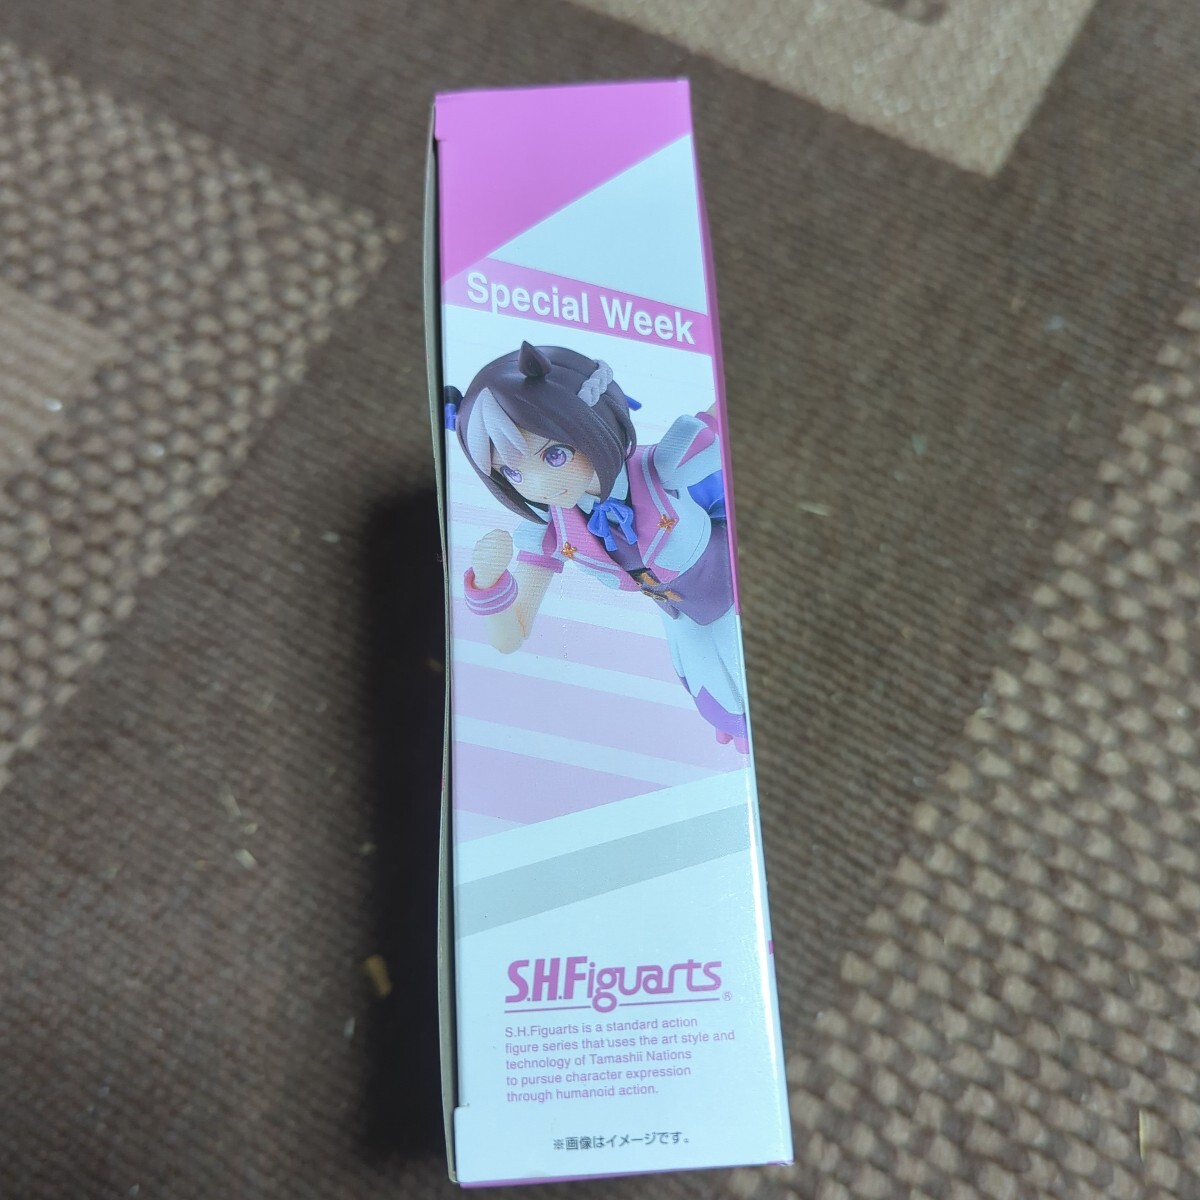 Special Week
S.H.Figuarts®
S.H.Figuarts is a standard action
figure series that uses the art style and
technology of Tamashii Nations
to pursue character expression
through humanoid action.
※画像はイメージです。